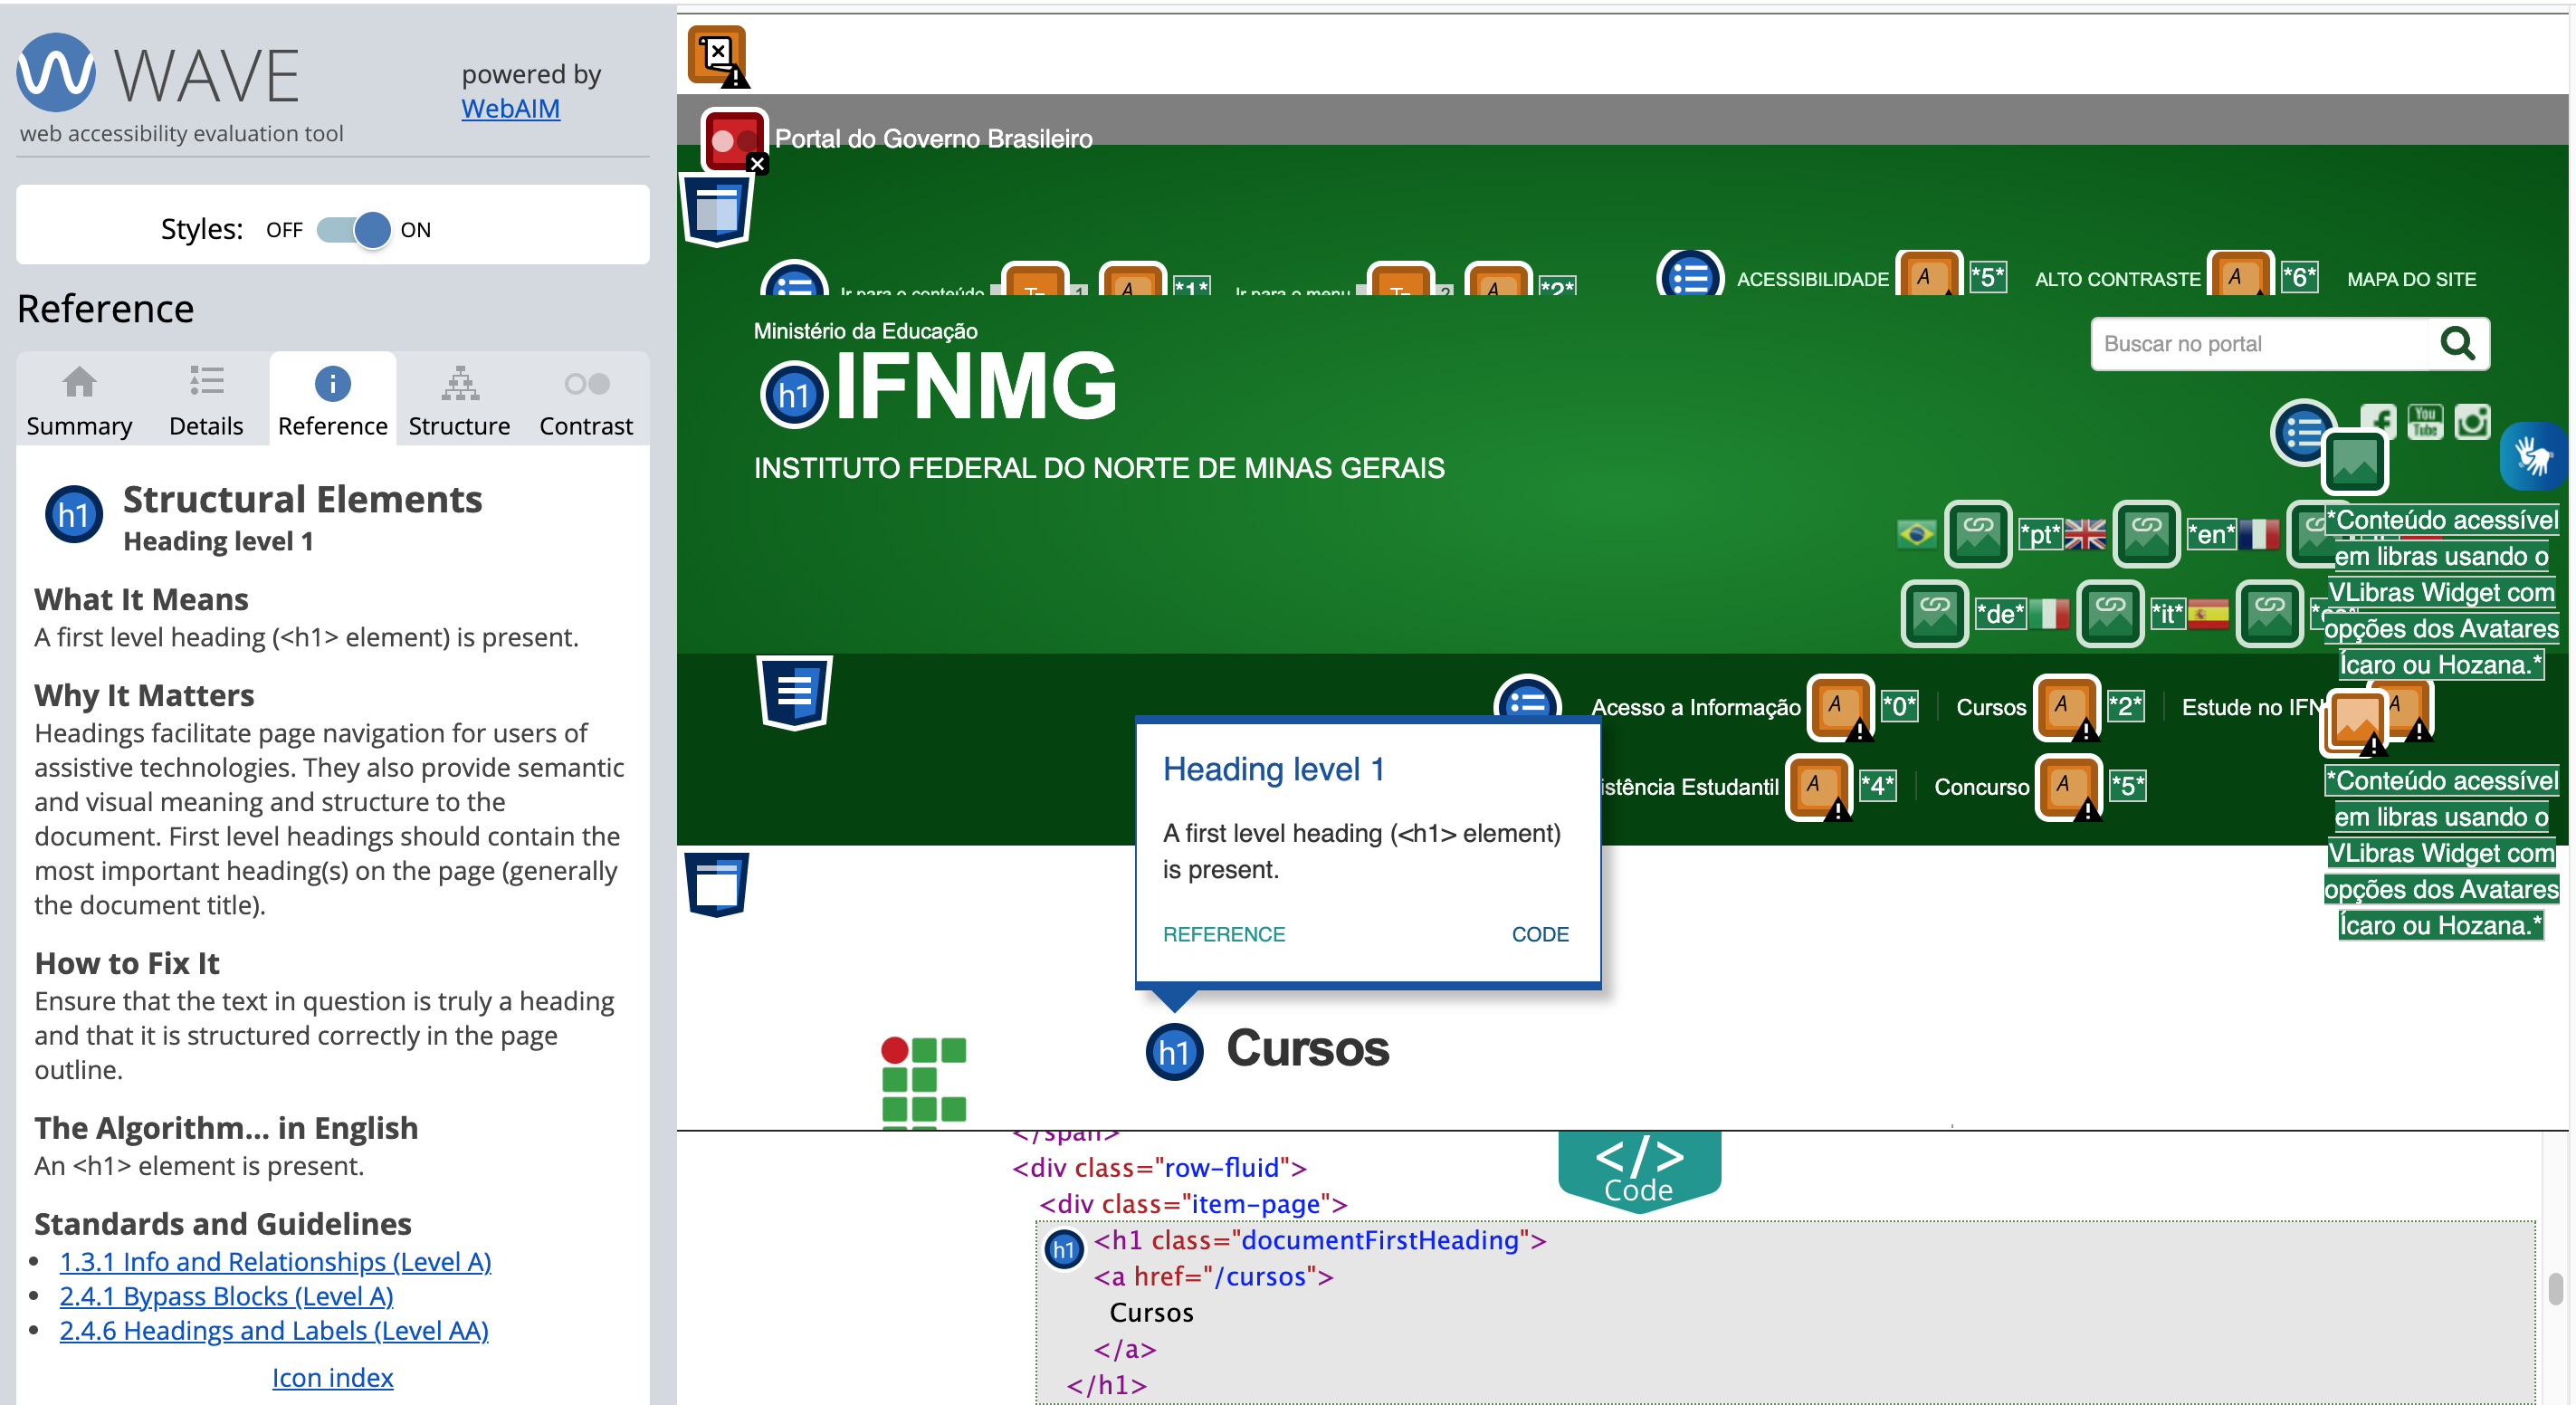 WAVE
powered by
WebAIM
web accessibility evaluation tool
Styles: OFF ON
Reference
Summary Details Reference Structure Contrast
h1 Structural Elements
Heading level 1
What It Means
A first level heading (<h1> element) is present.
Why It Matters
Headings facilitate page navigation for users of
assistive technologies. They also provide semantic
and visual meaning and structure to the
document. First level headings should contain the
most important heading(s) on the page (generally
the document title).
How to Fix It
Ensure that the text in question is truly a heading
and that it is structured correctly in the page
outline.
The Algorithm... in English
An <h1> element is present.
Standards and Guidelines
1.3.1 Info and Relationships (Level A)
2.4.1 Bypass Blocks (Level A)
2.4.6 Headings and Labels (Level AA)
Icon index
Portal do Governo Brasileiro
Ir para o conteúdo 1 A *1* Ir para o menu 2 A *2*
ACESSIBILIDADE A *5* ALTO CONTRASTE A *6* MAPA DO SITE
Ministério da Educação
Buscar no portal
h1 IFNMG
You Tube
INSTITUTO FEDERAL DO NORTE DE MINAS GERAIS
*pt* *en*
*de* *it*
*Conteúdo acessível
em libras usando o
VLibras Widget com
opções dos Avatares
Ícaro ou Hozana.*
Acesso a Informação A *0* Cursos A *2* Estude no IFN A
istência Estudantil A *4* Concurso A *5*
*Conteúdo acessível
em libras usando o
VLibras Widget com
opções dos Avatares
Ícaro ou Hozana.*
Heading level 1
A first level heading (<h1> element)
is present.
REFERENCE CODE
h1 Cursos
</span>
</> Code
<div class="row-fluid">
<div class="item-page">
h1 <h1 class="documentFirstHeading">
<a href="/cursos">
Cursos
</a>
</h1>